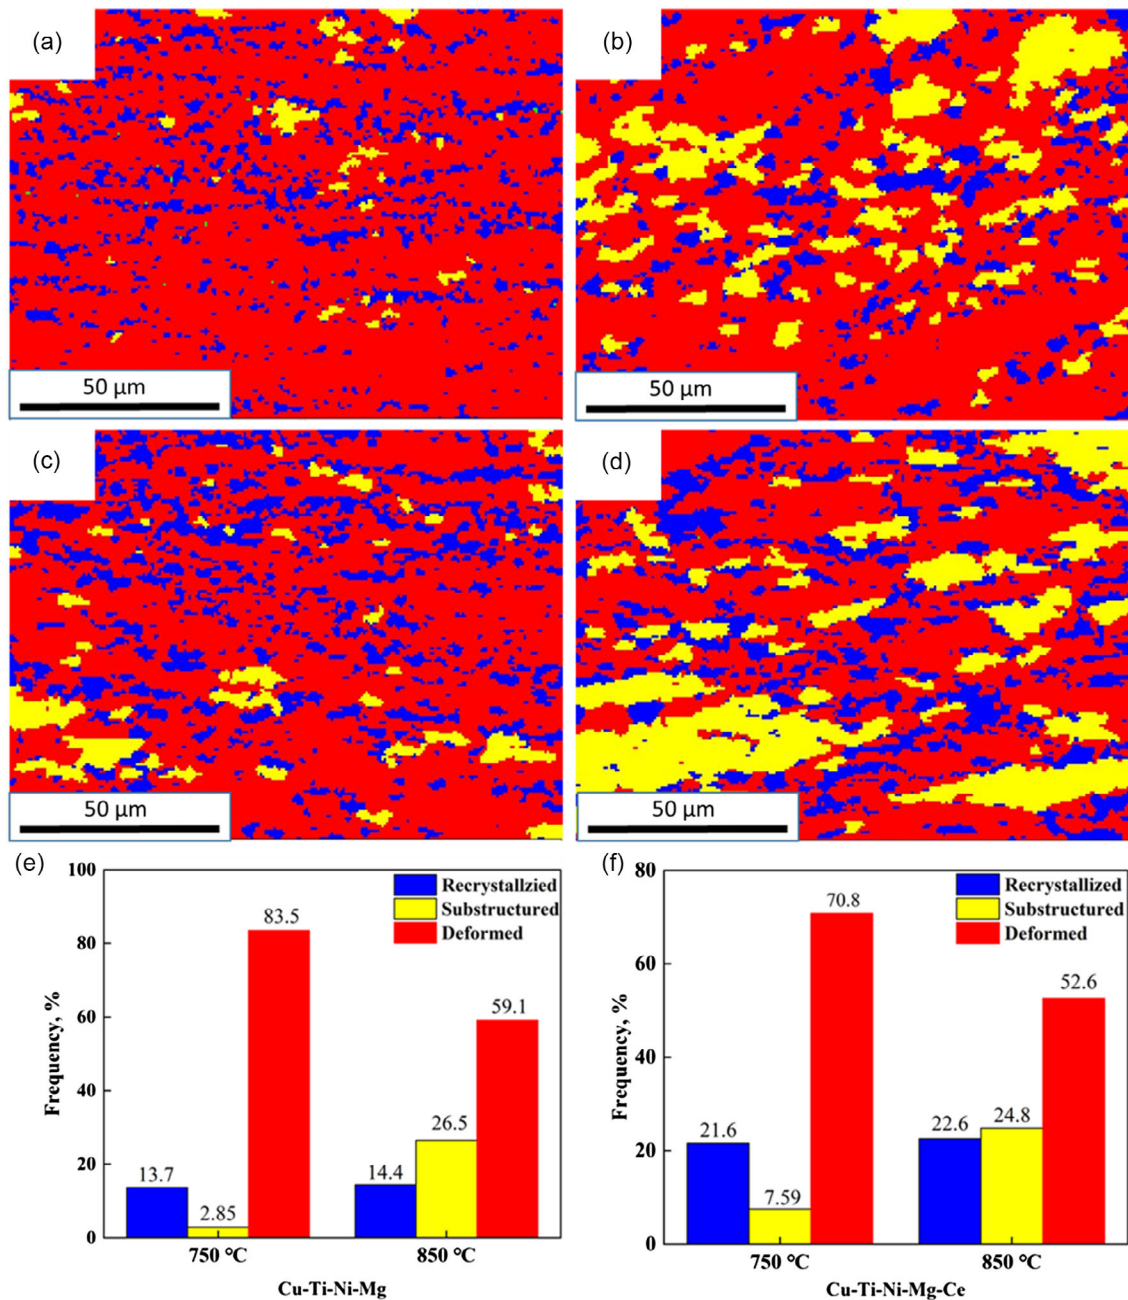 (a)
(b)
50 µm
50 µm
(c)
(d)
50 µm
50 µm
(e)
100
80
60
40
20
0
Frequency, %
Recrystallzied
Substructured
Deformed
13.7
2.85
83.5
14.4
26.5
59.1
750 °C
850 °C
Cu-Ti-Ni-Mg
(f)
80
60
40
20
0
Frequency, %
Recrystallized
Substructured
Deformed
21.6
7.59
70.8
22.6
24.8
52.6
750 °C
850 °C
Cu-Ti-Ni-Mg-Ce